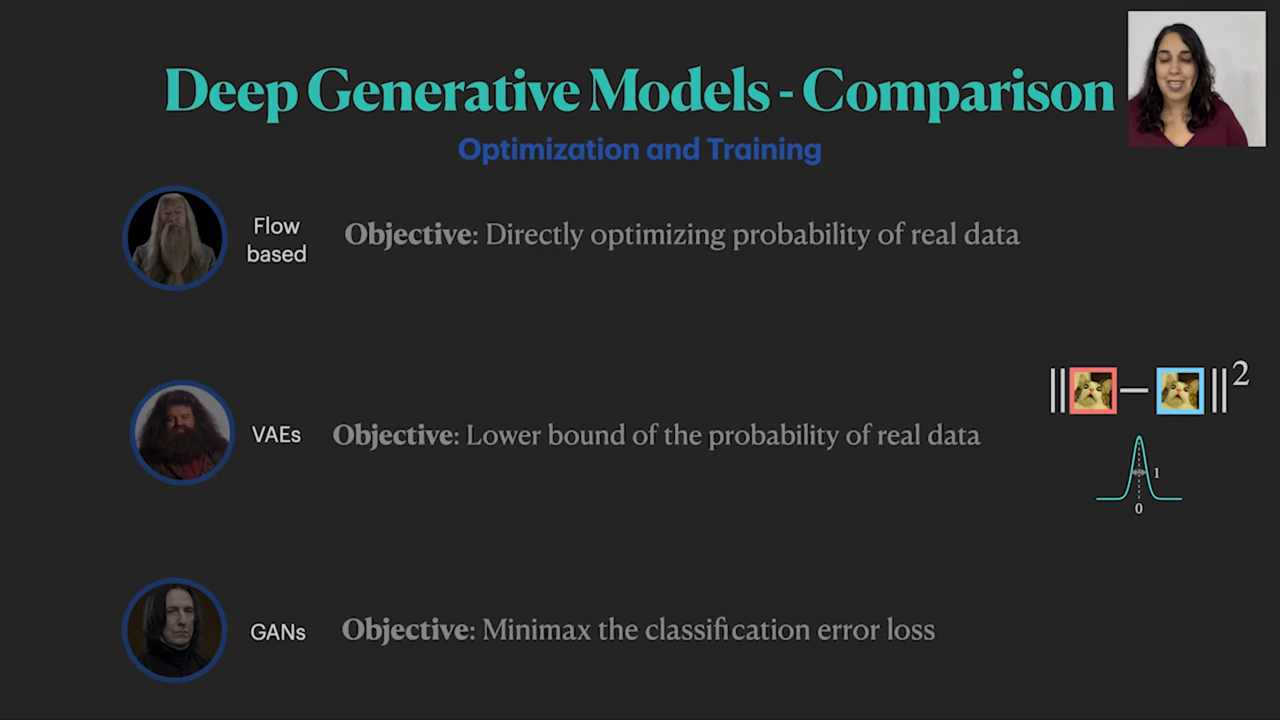 Deep Generative Models - Comparison
Optimization and Training
Flow
based
Objective: Directly optimizing probability of real data
VAEs
Objective: Lower bound of the probability of real data
|| — ||²
1
0
GANs
Objective: Minimax the classification error loss